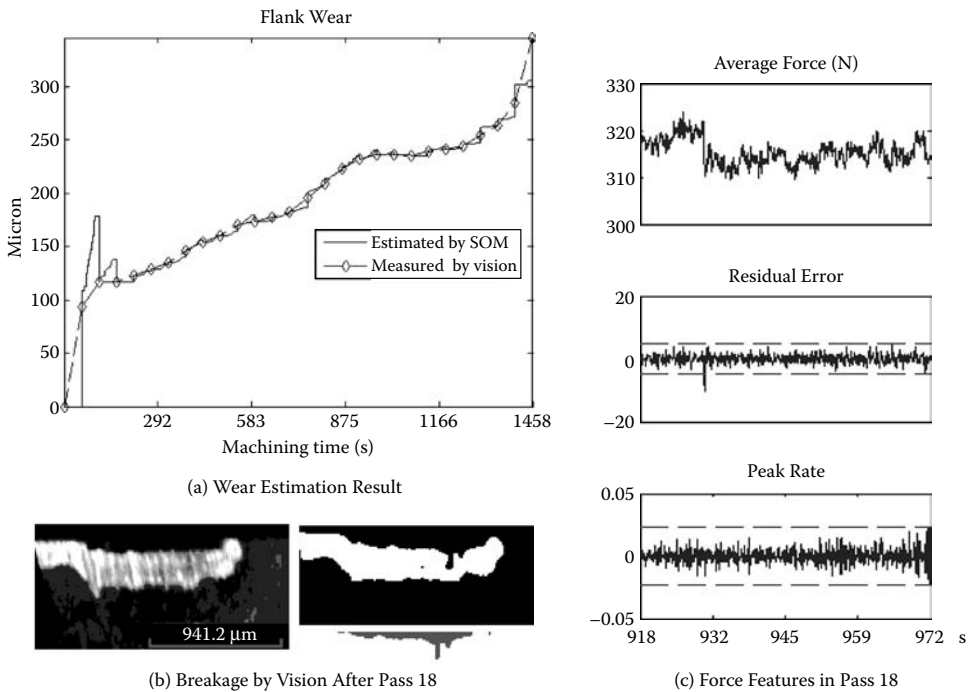 Flank Wear
Micron
300
250
200
150
100
50
0
Estimated by SOM
Measured by vision
292
583
875
1166
1458
Machining time (s)
(a) Wear Estimation Result
941.2 µm
(b) Breakage by Vision After Pass 18
Average Force (N)
330
320
310
300
Residual Error
20
0
−20
Peak Rate
0.05
0
−0.05
918
932
945
959
972
s
(c) Force Features in Pass 18